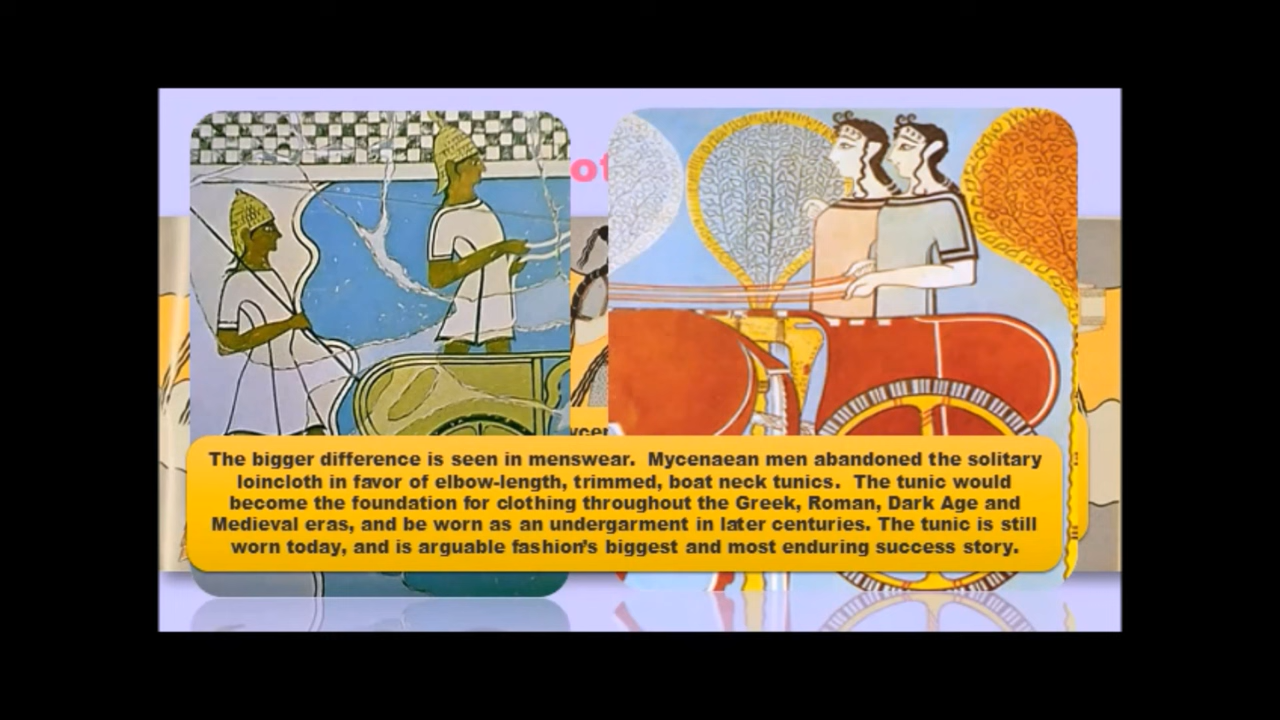 The bigger difference is seen in menswear.  Mycenaean men abandoned the solitary
loincloth in favor of elbow-length, trimmed, boat neck tunics.  The tunic would
become the foundation for clothing throughout the Greek, Roman, Dark Age and
Medieval eras, and be worn as an undergarment in later centuries. The tunic is still
worn today, and is arguable fashion’s biggest and most enduring success story.